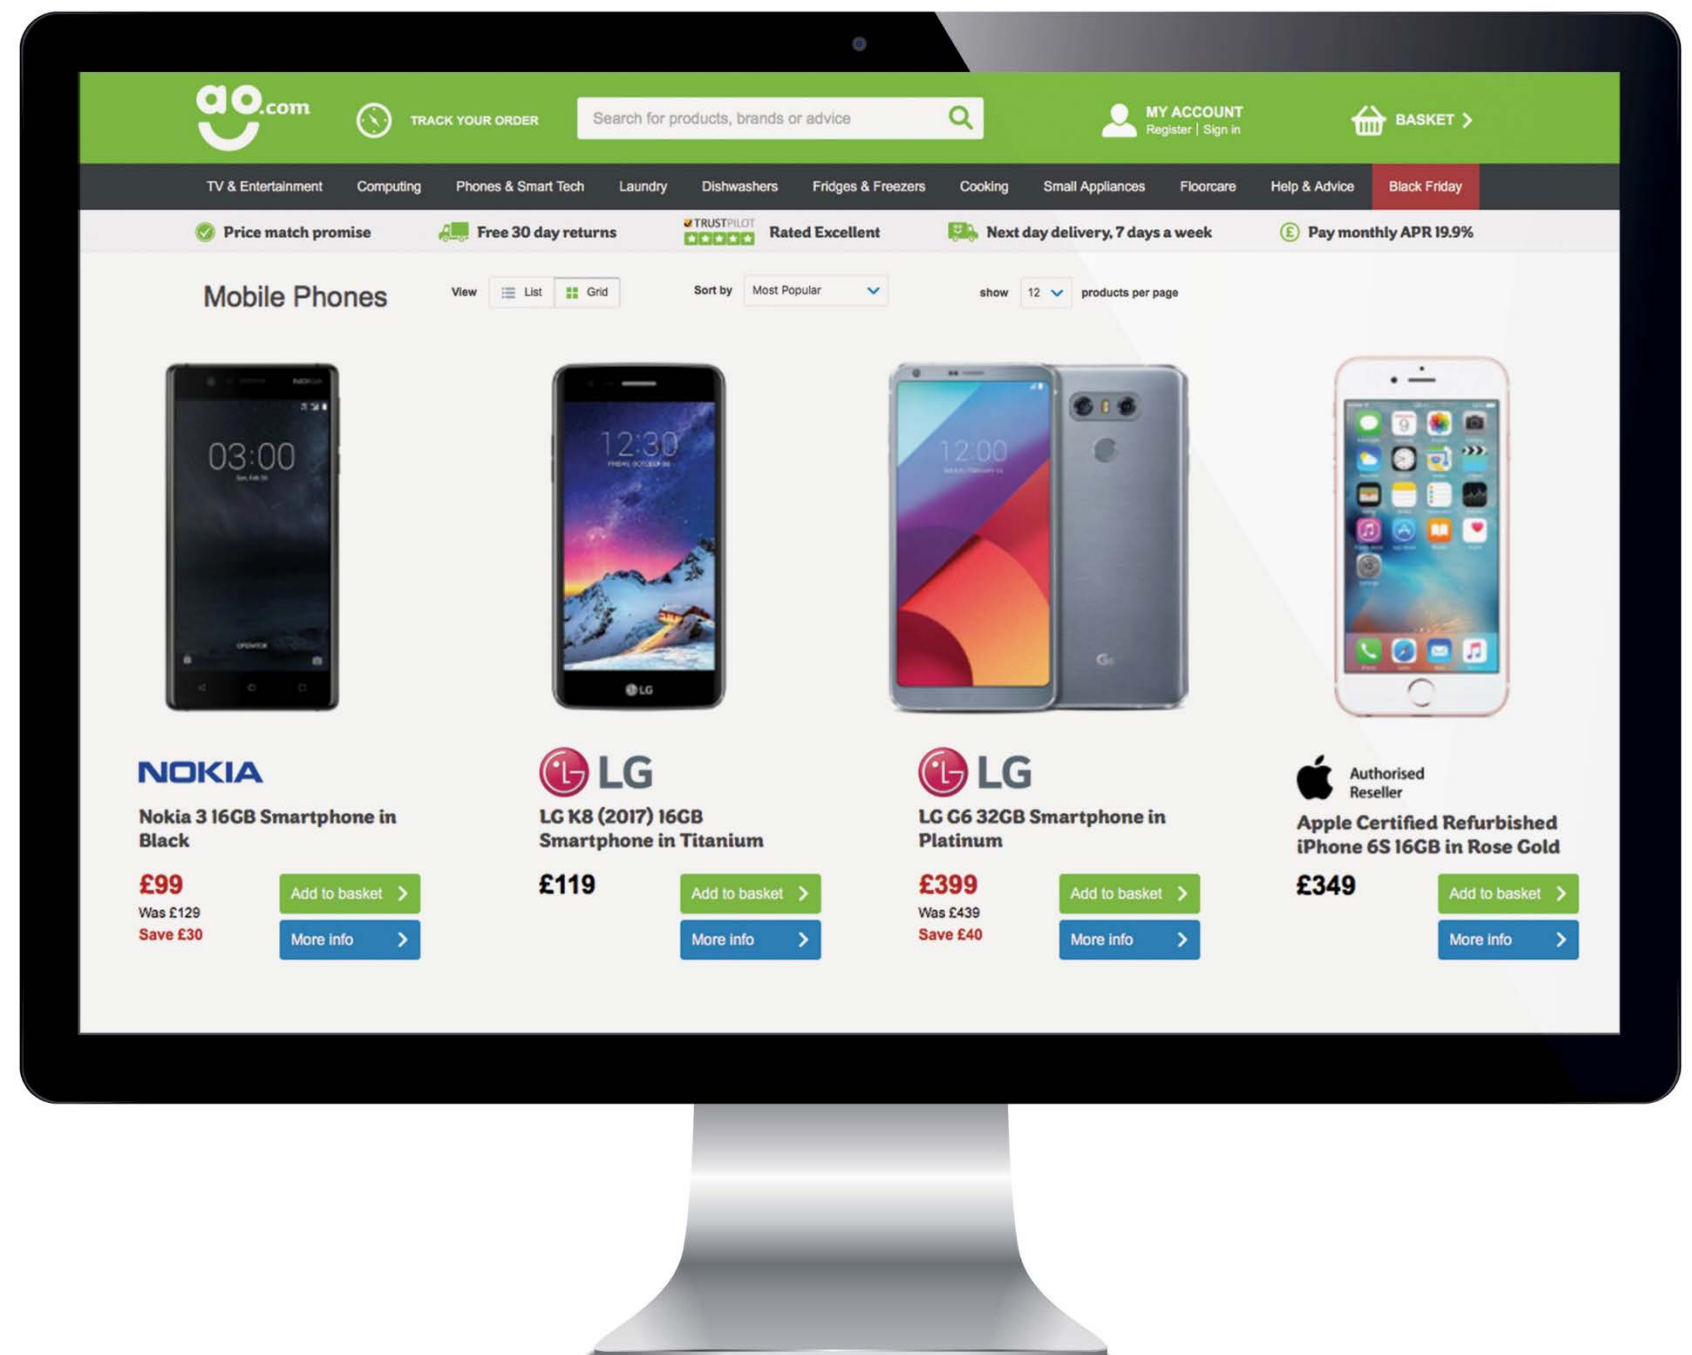 ao.com
TRACK YOUR ORDER
Search for products, brands or advice
MY ACCOUNT
Register | Sign in
BASKET
TV & Entertainment Computing Phones & Smart Tech Laundry Dishwashers Fridges & Freezers Cooking Small Appliances Floorcare Help & Advice Black Friday
Price match promise
Free 30 day returns
TRUSTPILOT
Rated Excellent
Next day delivery, 7 days a week
£ Pay monthly APR 19.9%
Mobile Phones
View List Grid
Sort by Most Popular
show 12 products per page
NOKIA
03:00
Sun, Feb 26
OPERATOR
12:30
LG
12:00
G6
NOKIA
Nokia 3 16GB Smartphone in
Black
£99
Was £129
Save £30
Add to basket
More info
LG
LG K8 (2017) 16GB
Smartphone in Titanium
£119
Add to basket
More info
LG
LG G6 32GB Smartphone in
Platinum
£399
Was £439
Save £40
Add to basket
More info
Authorised
Reseller
Apple Certified Refurbished
iPhone 6S 16GB in Rose Gold
£349
Add to basket
More info